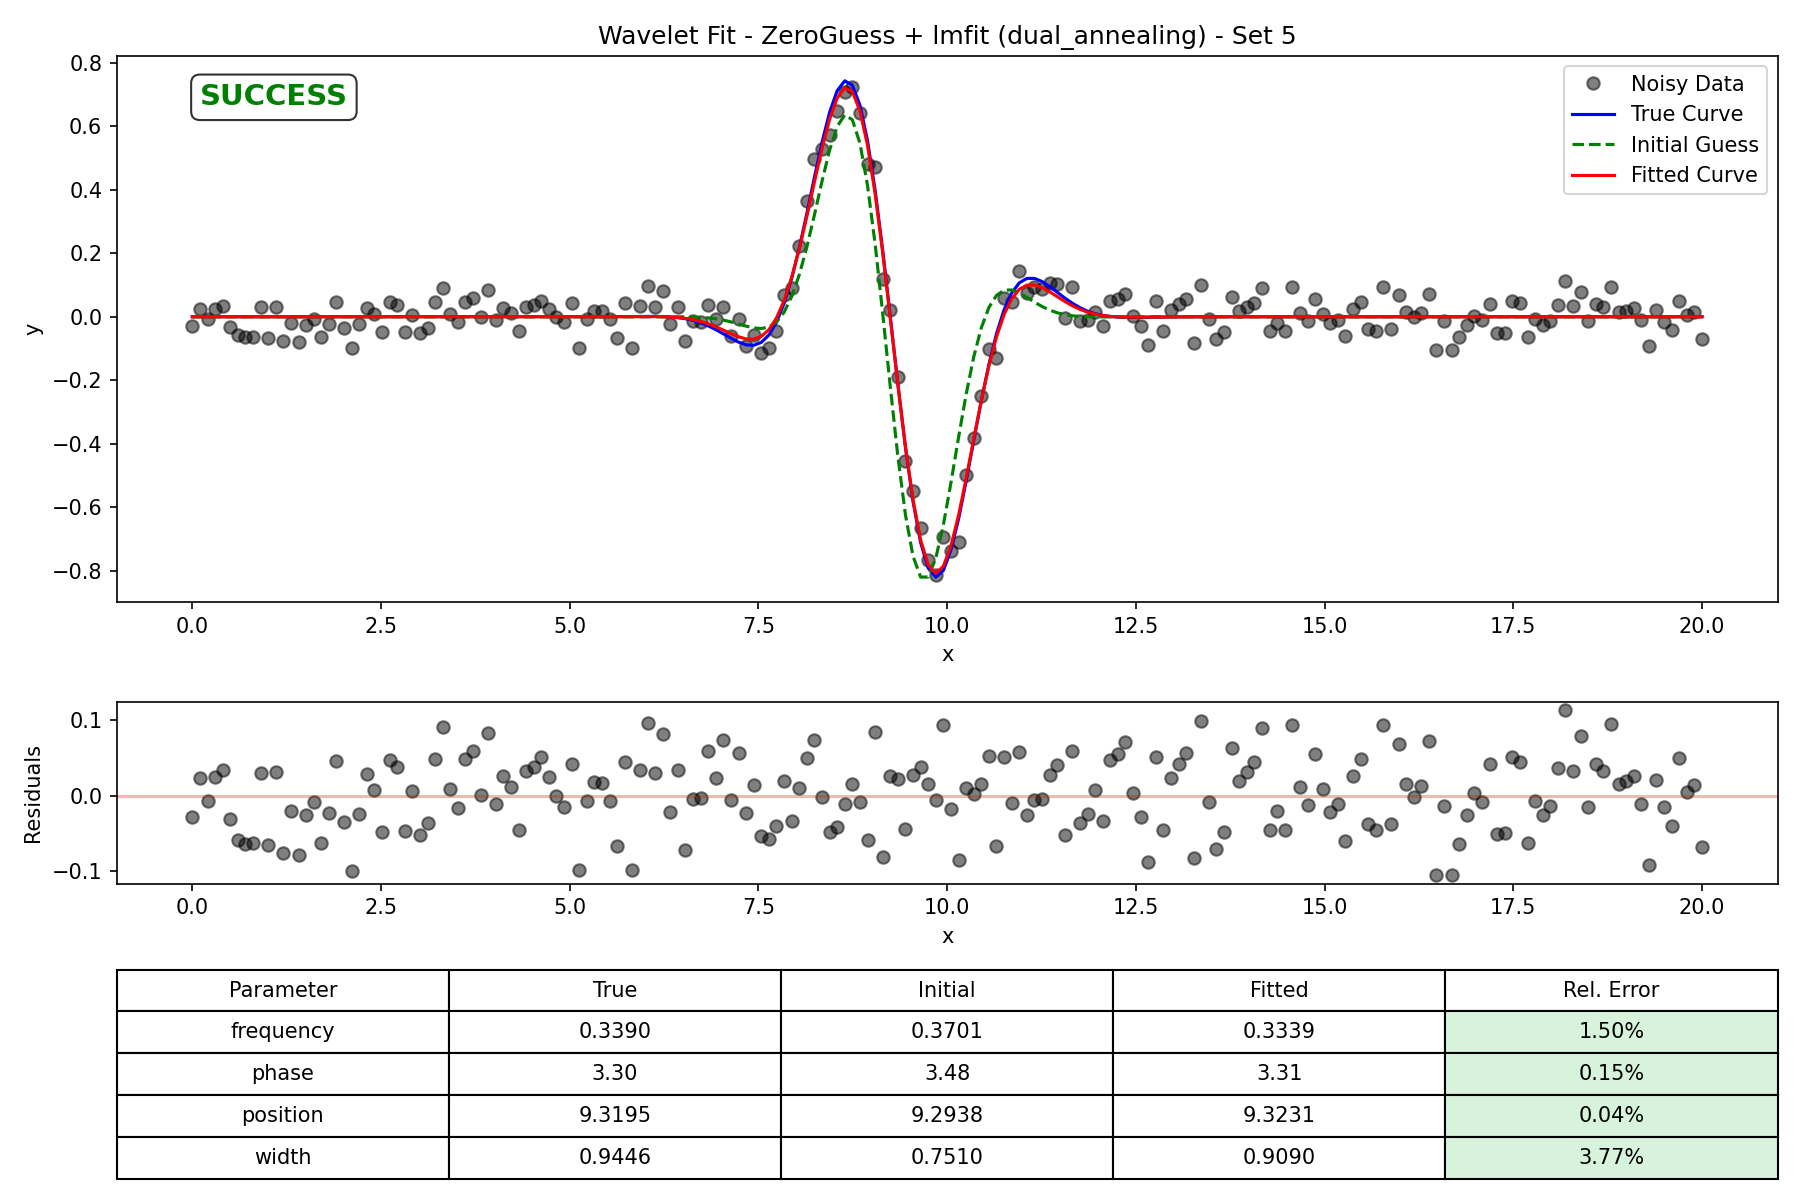 Wavelet Fit - ZeroGuess + lmfit (dual_annealing) - Set 5
SUCCESS
Noisy Data
True Curve
Initial Guess
Fitted Curve
0.8
0.6
0.4
0.2
0.0
−0.2
−0.4
−0.6
−0.8
y
0.0 2.5 5.0 7.5 10.0 12.5 15.0 17.5 20.0
x
0.1
0.0
−0.1
Residuals
0.0 2.5 5.0 7.5 10.0 12.5 15.0 17.5 20.0
x
Parameter True Initial Fitted Rel. Error
frequency 0.3390 0.3701 0.3339 1.50%
phase 3.30 3.48 3.31 0.15%
position 9.3195 9.2938 9.3231 0.04%
width 0.9446 0.7510 0.9090 3.77%